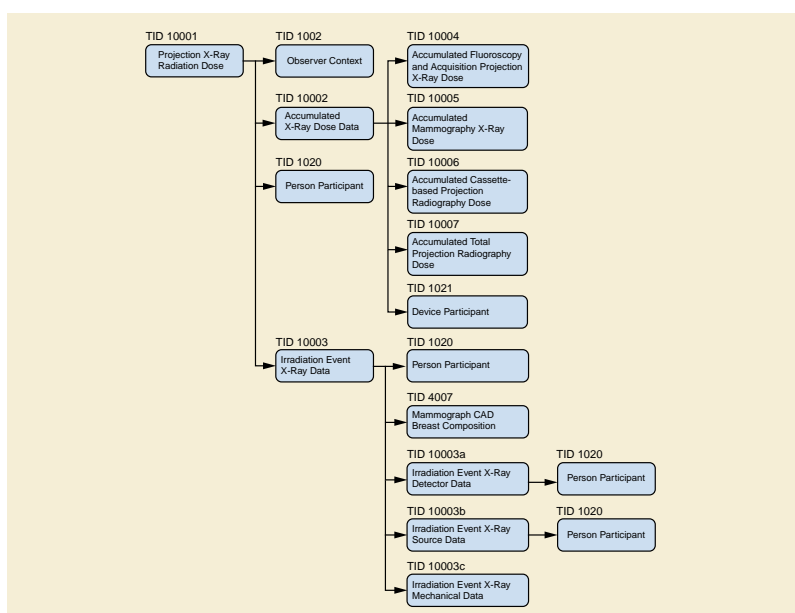 TID 10001
Projection X-Ray
Radiation Dose
TID 1002
Observer Context
TID 10002
Accumulated
X-Ray Dose Data
TID 1020
Person Participant
TID 10004
Accumulated Fluoroscopy
and Acquisition Projection
X-Ray Dose
TID 10005
Accumulated
Mammography X-Ray
Dose
TID 10006
Accumulated Cassette-
based Projection
Radiography Dose
TID 10007
Accumulated Total
Projection Radiography
Dose
TID 1021
Device Participant
TID 10003
Irradiation Event
X-Ray Data
TID 1020
Person Participant
TID 4007
Mammograph CAD
Breast Composition
TID 10003a
Irradiation Event X-Ray
Detector Data
TID 1020
Person Participant
TID 10003b
Irradiation Event X-Ray
Source Data
TID 1020
Person Participant
TID 10003c
Irradiation Event X-Ray
Mechanical Data